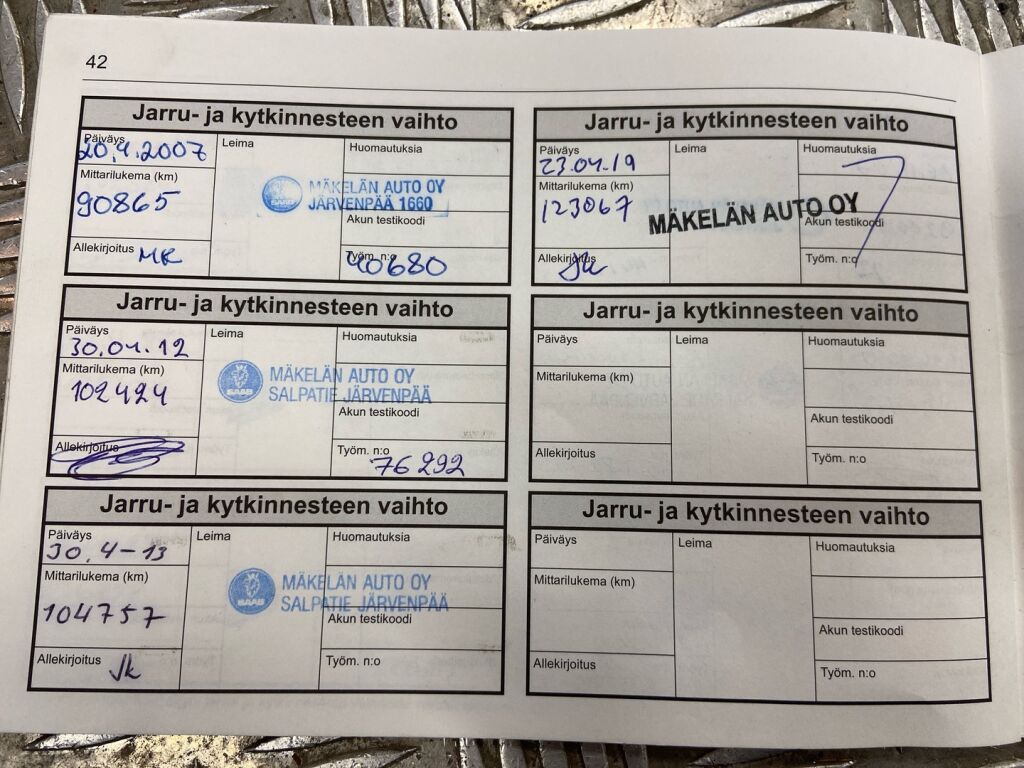 42
Jarru- ja kytkinnesteen vaihto
Päiväys
20.4.2007
Leima
Huomautuksia
Mittarilukema (km)
90865
SAAB
MÄKELÄN AUTO OY
JÄRVENPÄÄ 1660
Akun testikoodi
Allekirjoitus
MR
Työm. n:o
40680
Jarru- ja kytkinnesteen vaihto
Päiväys
30.04.12
Leima
Huomautuksia
Mittarilukema (km)
102424
SAAB
MÄKELÄN AUTO OY
SALPATIE JÄRVENPÄÄ
Akun testikoodi
Allekirjoitus
Työm. n:o
76292
Jarru- ja kytkinnesteen vaihto
Päiväys
30.4-13
Leima
Huomautuksia
Mittarilukema (km)
104757
SAAB
MÄKELÄN AUTO OY
SALPATIE JÄRVENPÄÄ
Akun testikoodi
Allekirjoitus
Jk
Työm. n:o
Jarru- ja kytkinnesteen vaihto
Päiväys
23.04.19
Leima
Huomautuksia
Mittarilukema (km)
123067
MÄKELÄN AUTO OY
Akun testikoodi
Allekirjoitus
Jk
Työm. n:o
Jarru- ja kytkinnesteen vaihto
Päiväys
Leima
Huomautuksia
Mittarilukema (km)
Akun testikoodi
Allekirjoitus
Työm. n:o
Jarru- ja kytkinnesteen vaihto
Päiväys
Leima
Huomautuksia
Mittarilukema (km)
Akun testikoodi
Allekirjoitus
Työm. n:o